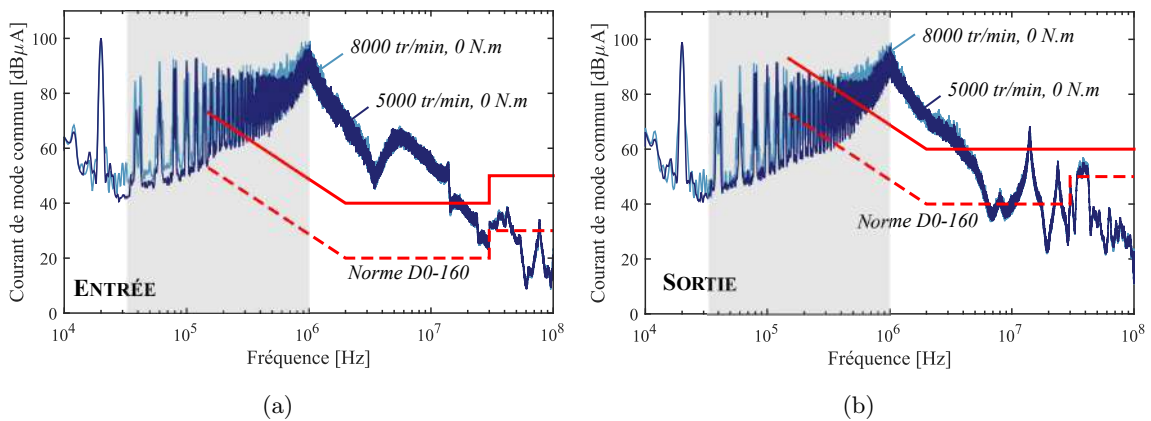 Courant de mode commun [dBµA]
100
80
60
40
20
0
8000 tr/min, 0 N.m
5000 tr/min, 0 N.m
Norme D0-160
ENTRÉE
10^4
10^5
10^6
10^7
10^8
Fréquence [Hz]
(a)
Courant de mode commun [dBµA]
100
80
60
40
20
0
8000 tr/min, 0 N.m
5000 tr/min, 0 N.m
Norme D0-160
SORTIE
10^4
10^5
10^6
10^7
10^8
Fréquence [Hz]
(b)